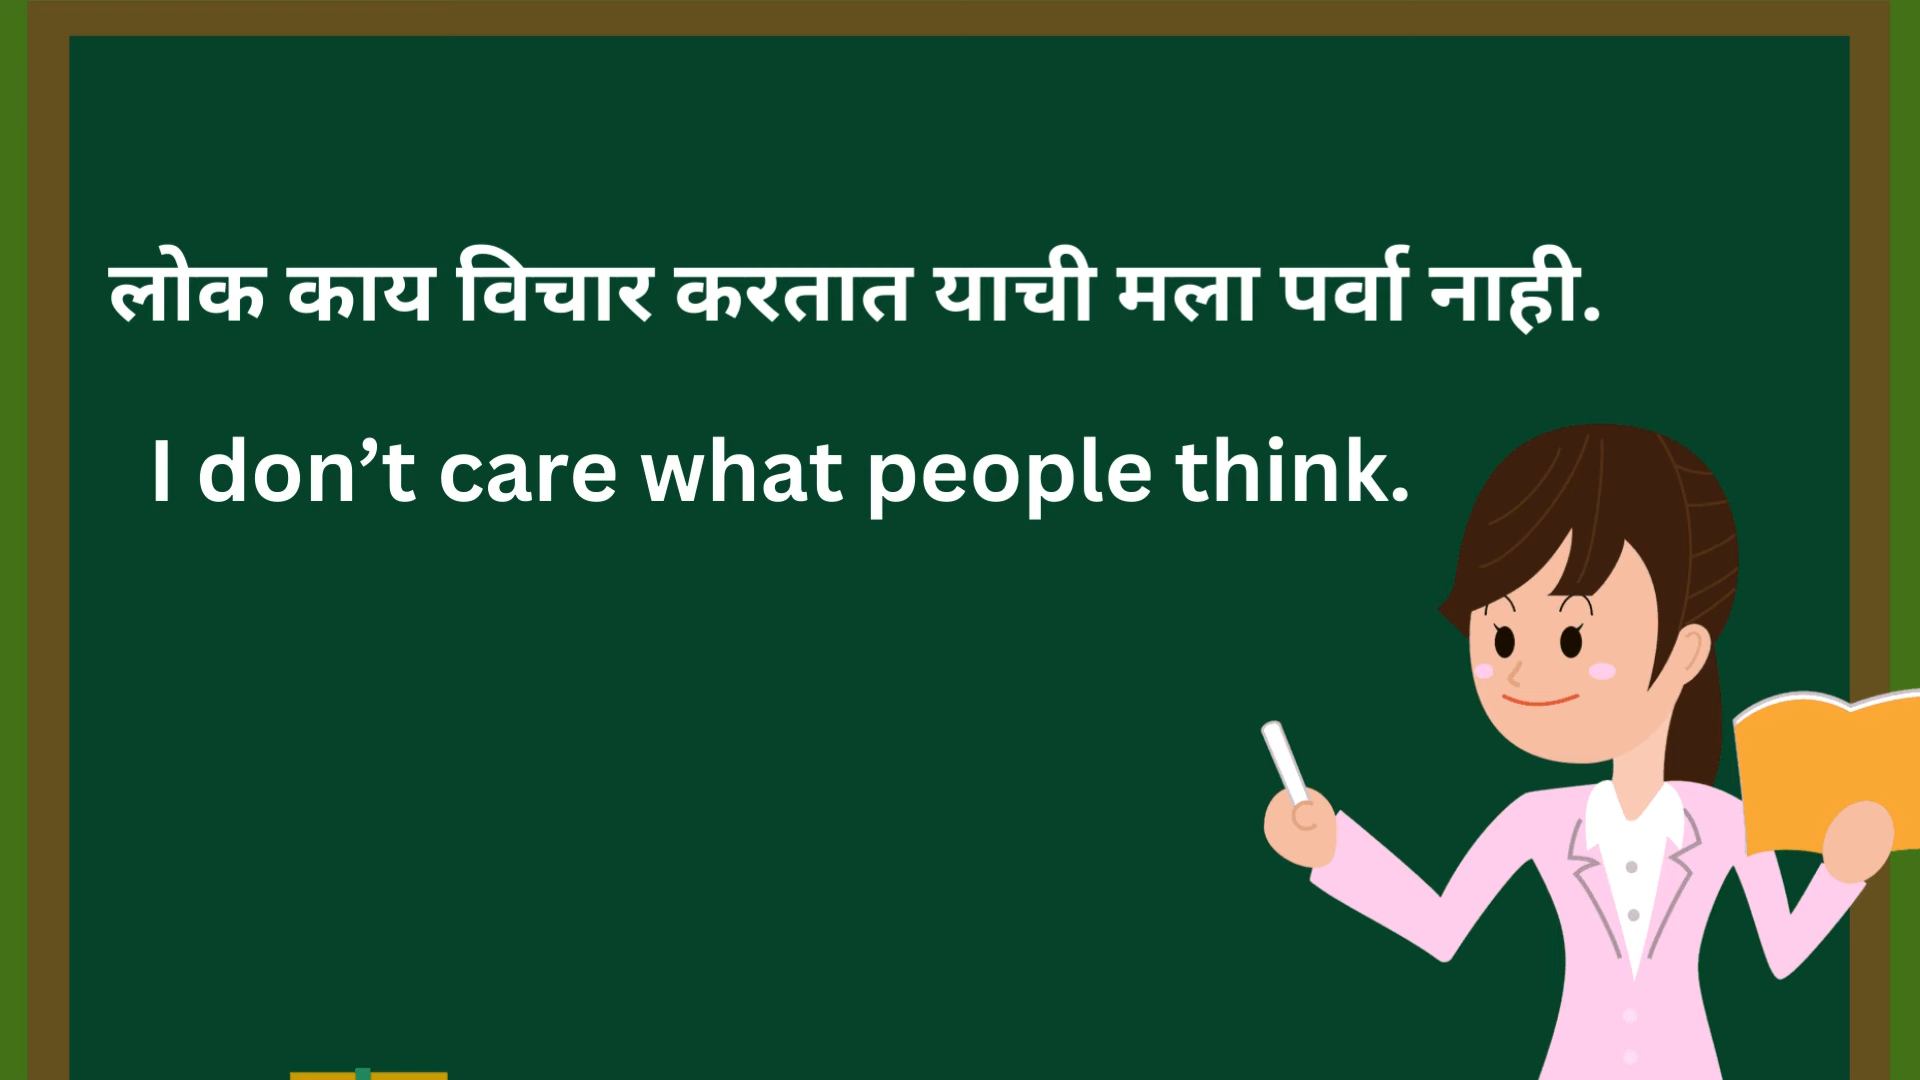 लोक काय विचार करतात याची मला पर्वा नाही.
I don’t care what people think.